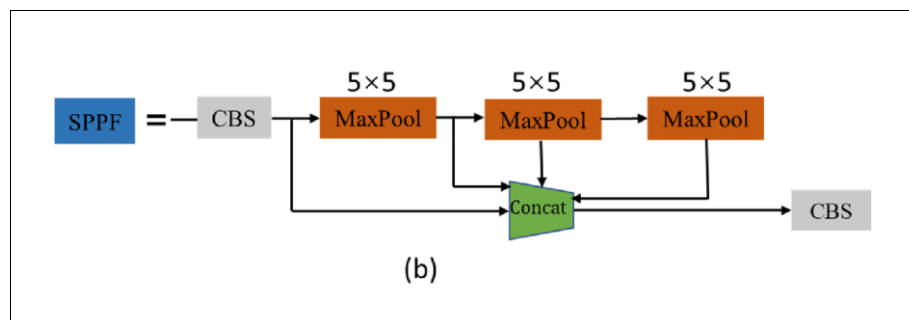 5×5 5×5 5×5
SPPF = CBS MaxPool MaxPool MaxPool
Concat
CBS
(b)